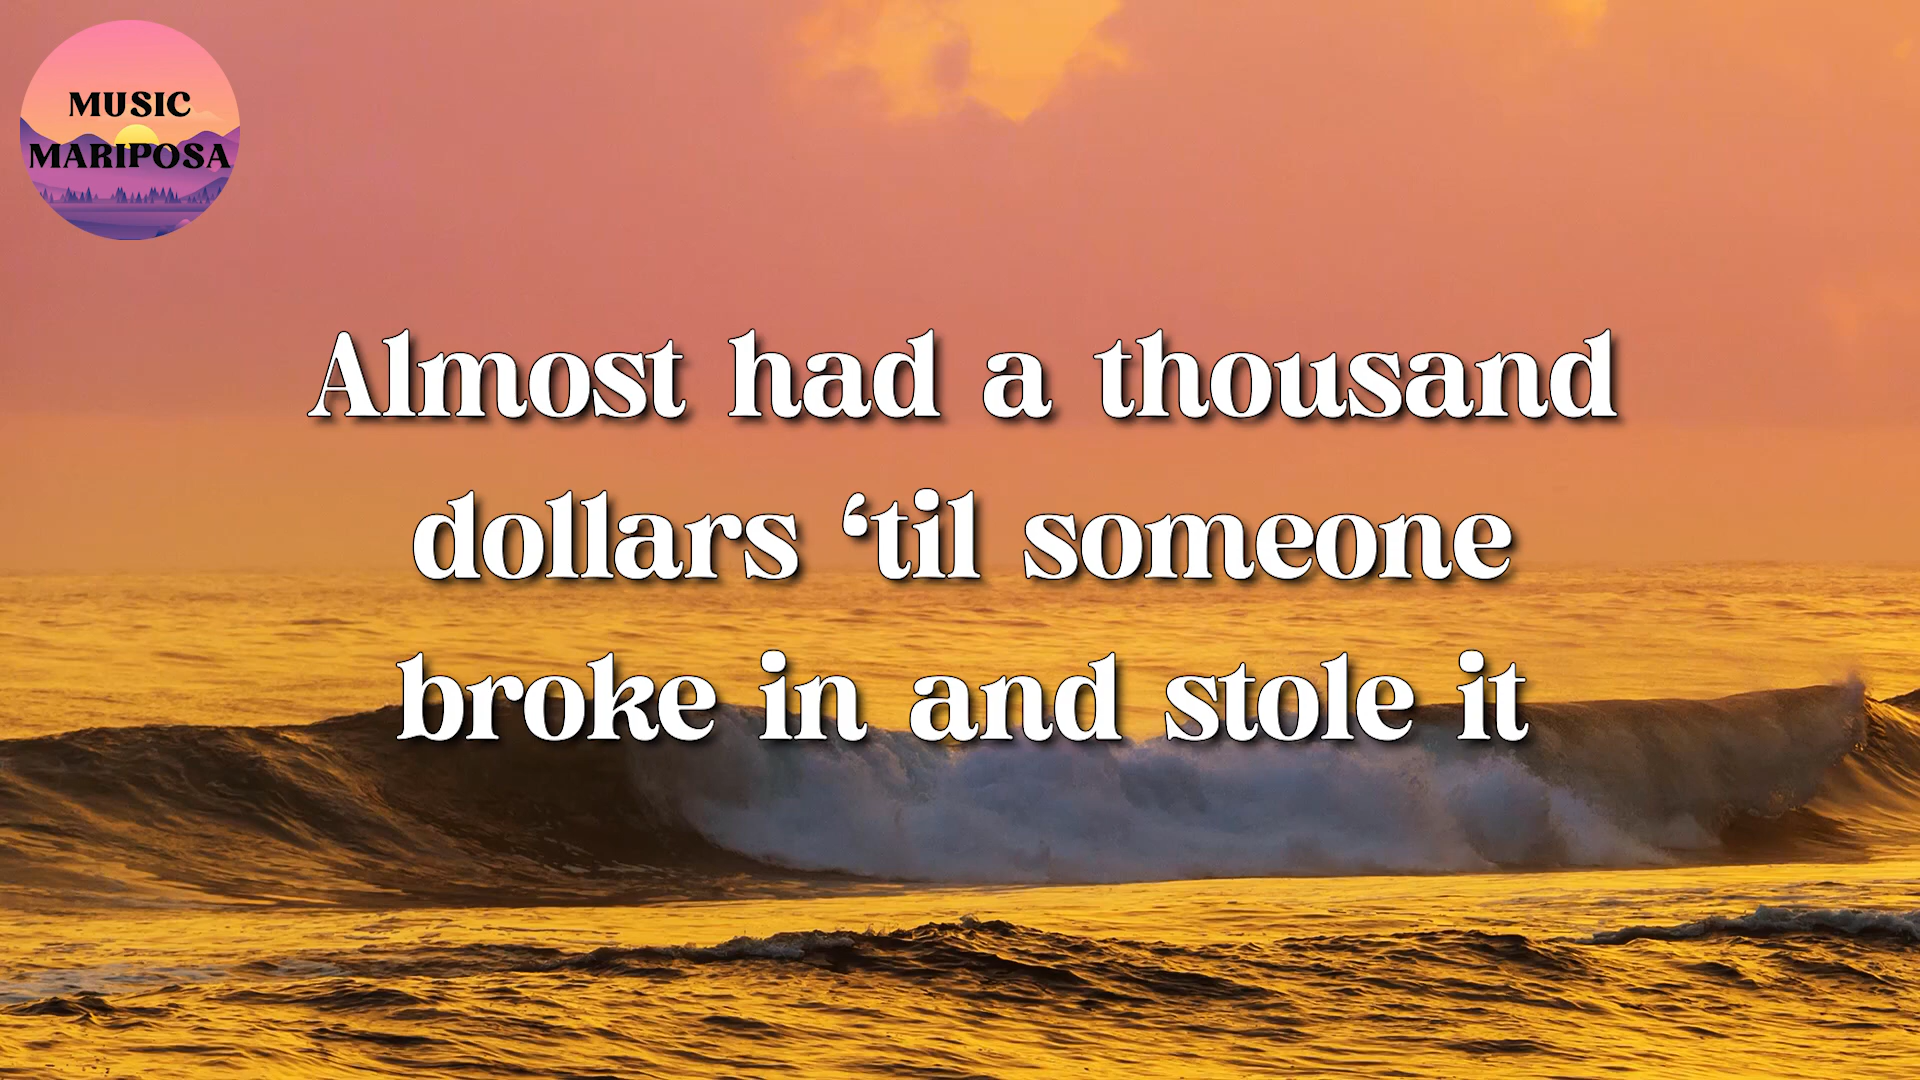 MUSIC
MARIPOSA
Almost had a thousand
dollars ‘til someone
broke in and stole it